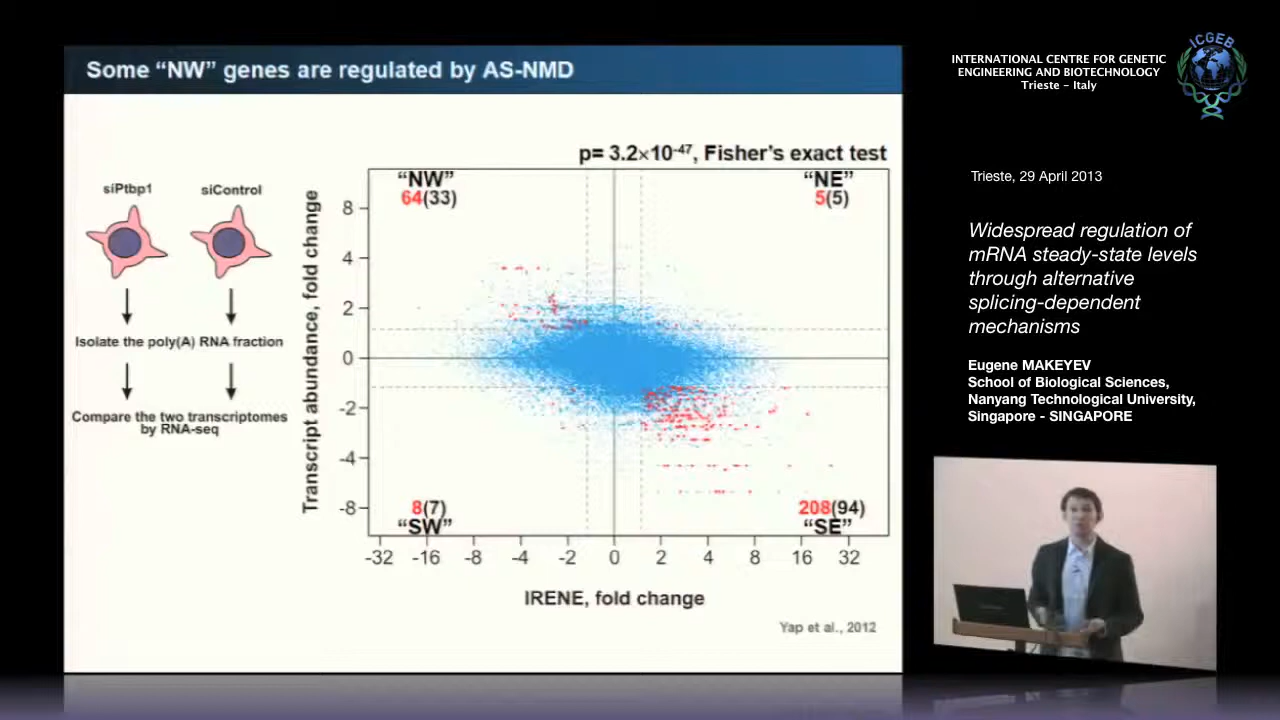 Some “NW” genes are regulated by AS-NMD
p= 3.2×10-47, Fisher’s exact test
siPtbp1
siControl
Isolate the poly(A) RNA fraction
Compare the two transcriptomes
by RNA-seq
Transcript abundance, fold change
“NW”
64(33)
“NE”
5(5)
8
4
2
0
-2
-4
-8
8(7)
“SW”
208(94)
“SE”
-32 -16 -8 -4 -2 0 2 4 8 16 32
IRENE, fold change
Yap et al., 2012
INTERNATIONAL CENTRE FOR GENETIC
ENGINEERING AND BIOTECHNOLOGY
Trieste – Italy
ICGEB
Trieste, 29 April 2013
Widespread regulation of
mRNA steady-state levels
through alternative
splicing-dependent
mechanisms
Eugene MAKEYEV
School of Biological Sciences,
Nanyang Technological University,
Singapore - SINGAPORE